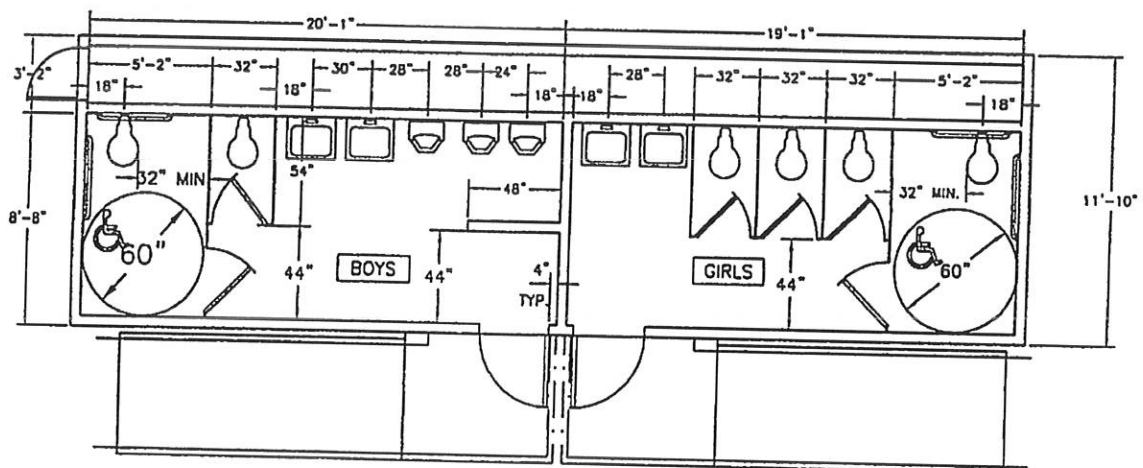 20'-1"
19'-1"
3'-2"
5'-2" 32" 30" 28" 28" 24" 28" 32" 32" 32" 5'-2"
18" 18" 18" 18" 18"
54"
32" MIN
48"
32" MIN.
11'-10"
8'-8"
60"
44"
BOYS
44"
4"
TYP.
GIRLS
44"
60"